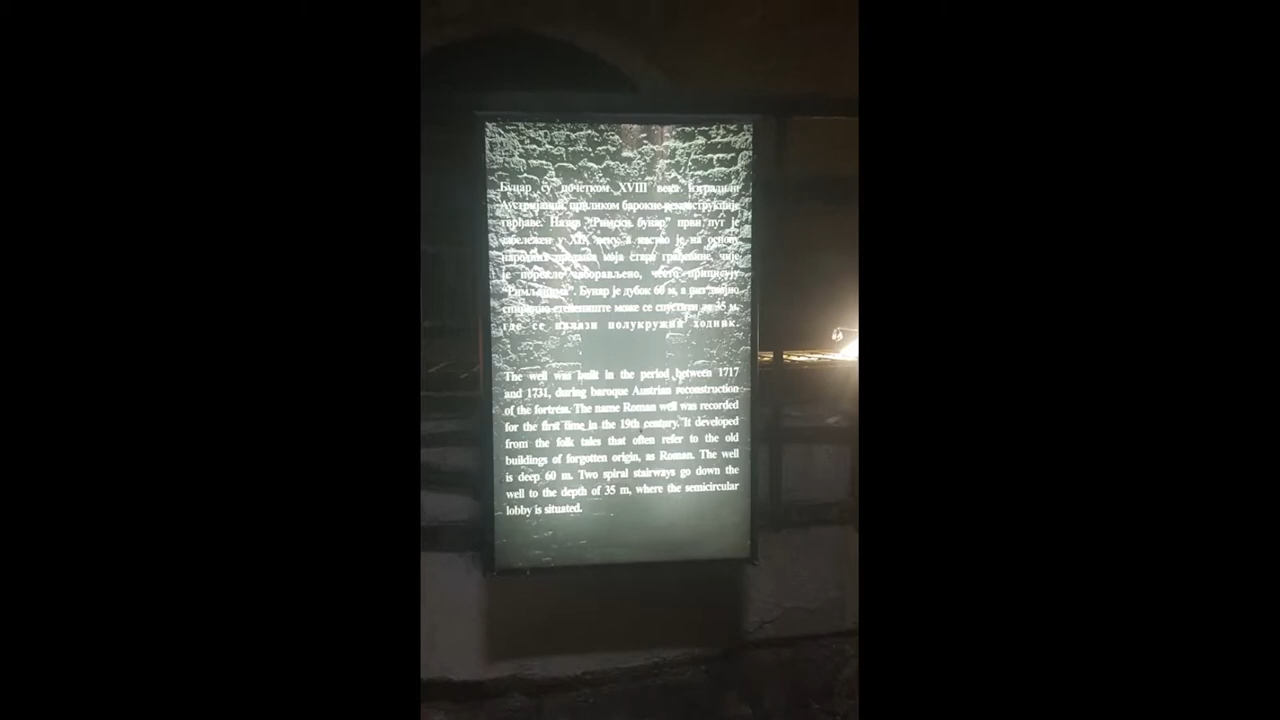 Бунар су почетком XVIII века изградили
Аустријанци, приликом барокне реконструкције
тврђаве. Назив “Римски бунар” први пут је
забележен у XIX веку, а настао је на основу
народних предања која старе грађевине, чије
је порекло заборављено, често приписују
“Римљанима”. Бунар је дубок 60 м, а
спирално степениште може се спустити до 35 м,
где се налази полукружни ходник.
The well was built in the period between 1717
and 1731, during baroque Austrian reconstruction
of the fortress. The name Roman well was recorded
for the first time in the 19th century. It developed
from the folk tales that often refer to the old
buildings of forgotten origin, as Roman. The well
is deep 60 m. Two spiral stairways go down the
well to the depth of 35 m, where the semicircular
lobby is situated.